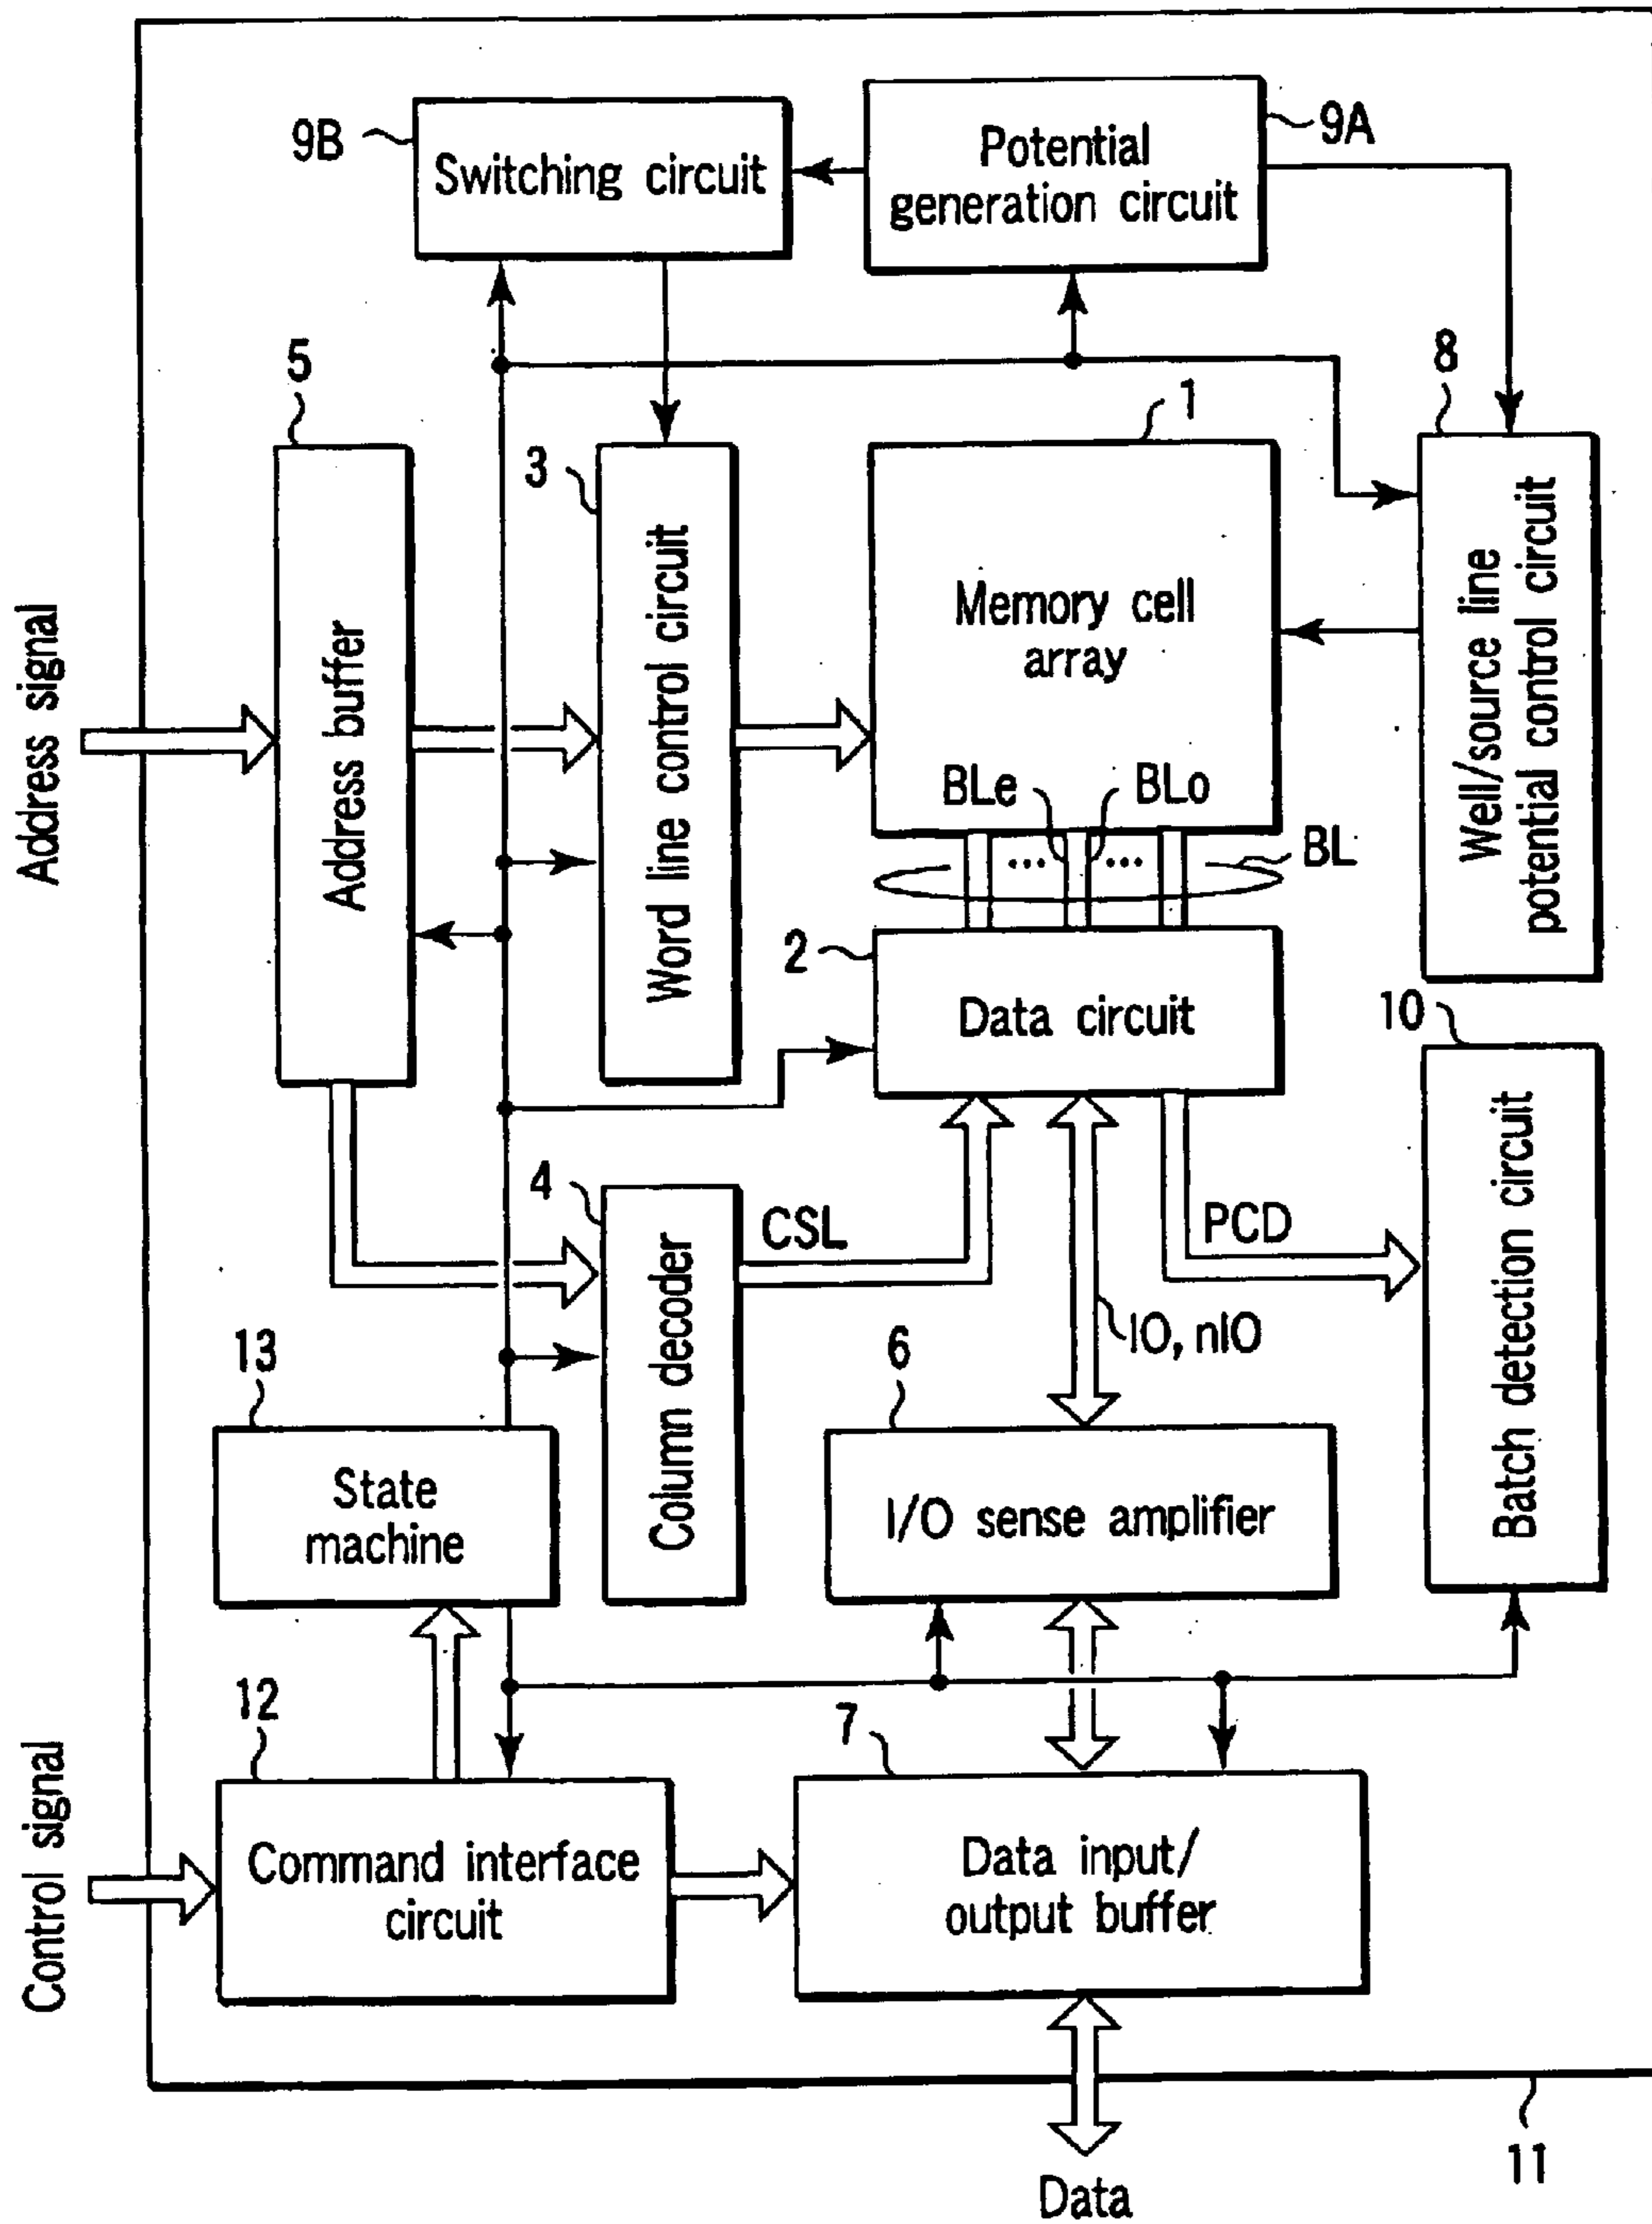 9B
Switching circuit
Potential
generation circuit
9A
5
3
1
8
Address signal
Address buffer
Word line control circuit
Memory cell
array
Well/source line
potential control circuit
BLe
BLo
... ...
BL
2
Data circuit
10
4
CSL
PCD
Column decoder
IO, nIO
Batch detection circuit
13
State
machine
6
I/O sense amplifier
12
7
Control signal
Command interface
circuit
Data input/
output buffer
11
Data